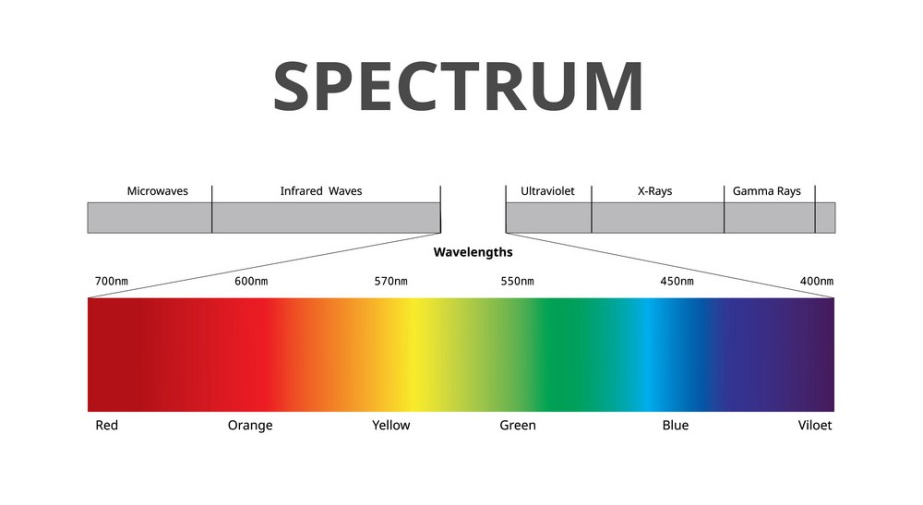 SPECTRUM
Microwaves Infrared Waves Ultraviolet X-Rays Gamma Rays
Wavelengths
700nm 600nm 570nm 550nm 450nm 400nm
Red Orange Yellow Green Blue Viloet